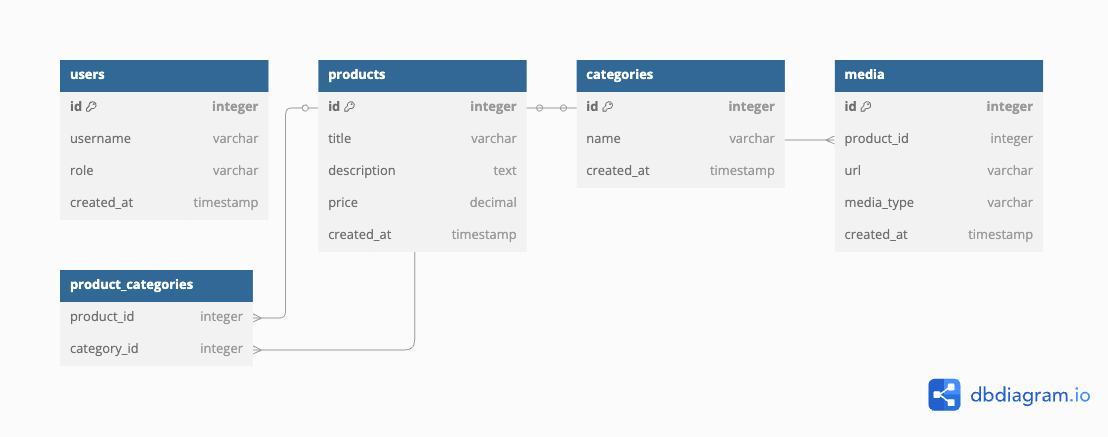 users
id integer
username varchar
role varchar
created_at timestamp
products
id integer
title varchar
description text
price decimal
created_at timestamp
categories
id integer
name varchar
created_at timestamp
media
id integer
product_id integer
url varchar
media_type varchar
created_at timestamp
product_categories
product_id integer
category_id integer
dbdiagram.io